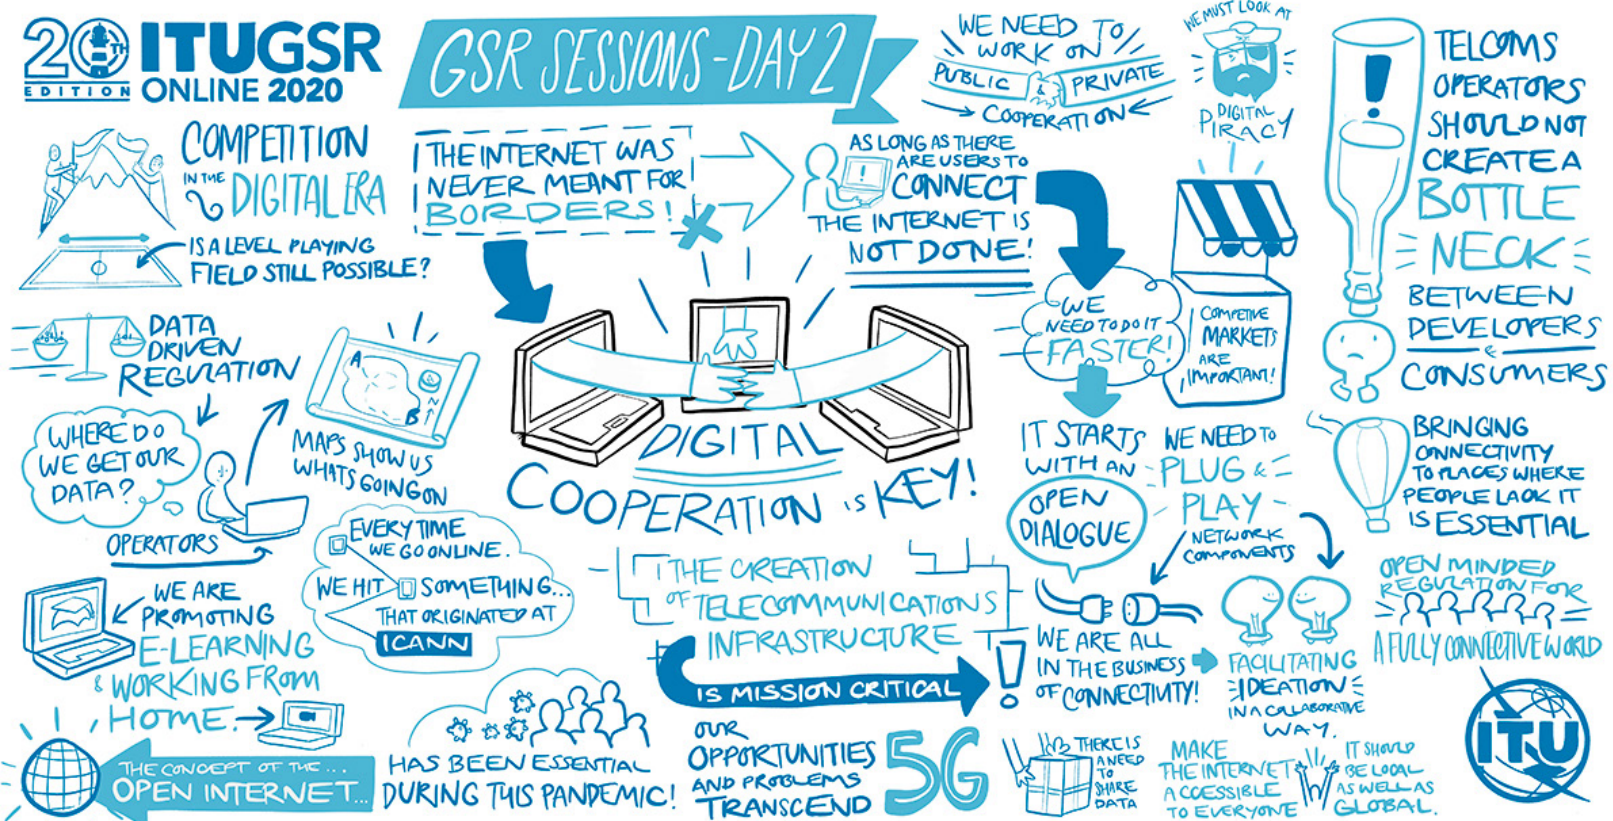 20TH EDITION
ITUGSR
ONLINE 2020
GSR SESSIONS-DAY 2
WE NEED TO
WORK ON
PUBLIC & PRIVATE
COOPERATION
WE MUST LOOK AT
DIGITAL
PIRACY
TELCOMS
OPERATORS
SHOULD NOT
CREATE A
BOTTLE
NECK
BETWEEN
DEVELOPERS
&
CONSUMERS
COMPETITION
IN THE
DIGITAL ERA
IS A LEVEL PLAYING
FIELD STILL POSSIBLE?
THE INTERNET WAS
NEVER MEANT FOR
BORDERS!
AS LONG AS THERE
ARE USERS TO
CONNECT
THE INTERNET IS
NOT DONE!
WE
NEED TO DO IT
FASTER!
COMPETIVE
MARKETS
ARE
IMPORTANT!
DATA
DRIVEN
REGULATION
WHERE DO
WE GET OUR
DATA?
OPERATORS
A
B
N
MAPS SHOW US
WHATS GOING ON
DIGITAL
COOPERATION IS KEY!
IT STARTS
WITH AN
OPEN
DIALOGUE
WE NEED TO
PLUG &
PLAY
NETWORK
COMPONENTS
BRINGING
CONNECTIVITY
TO PLACES WHERE
PEOPLE LACK IT
IS ESSENTIAL
EVERYTIME
WE GO ONLINE.
WE HIT SOMETHING...
THAT ORIGINATED AT
ICANN
WE ARE
PROMOTING
E-LEARNING
& WORKING FROM
HOME.
THE CREATION
OF TELECOMMUNICATIONS
INFRASTRUCTURE
IS MISSION CRITICAL
WE ARE ALL
IN THE BUSINESS
OF CONNECTIVITY!
FACILITATING
IDEATION
IN A COLLABORATIVE
WAY.
OPEN MINDED
REGULATION FOR
A FULLY CONNECTIVE WORLD
THE CONCEPT OF THE...
OPEN INTERNET...
HAS BEEN ESSENTIAL
DURING THIS PANDEMIC!
OUR
OPPORTUNITIES
AND PROBLEMS
TRANSCEND
5G
THERE IS
A NEED
TO
SHARE
DATA
MAKE
THE INTERNET
ACCESSIBLE
TO EVERYONE
IT SHOULD
BE LOCAL
AS WELL AS
GLOBAL.
ITU